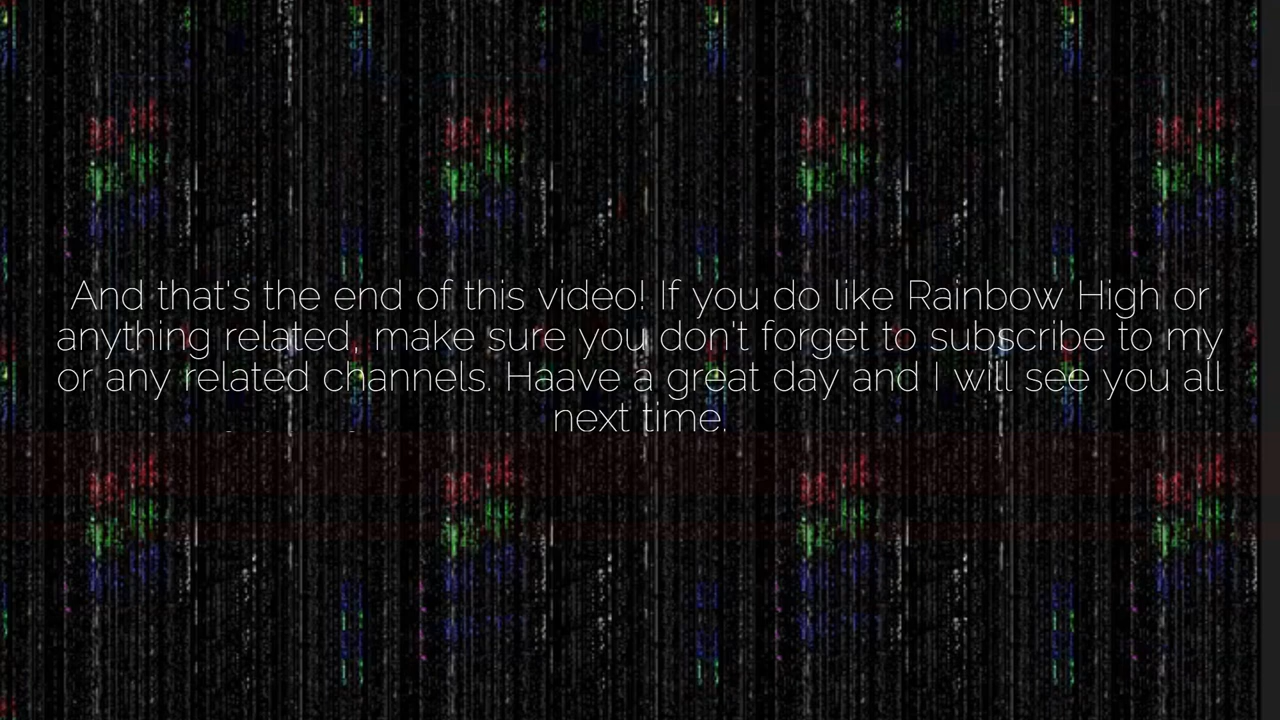 And that's the end of this video! If you do like Rainbow High or
anything related, make sure you don't forget to subscribe to my
or any related channels. Haave a great day and I will see you all
next time.